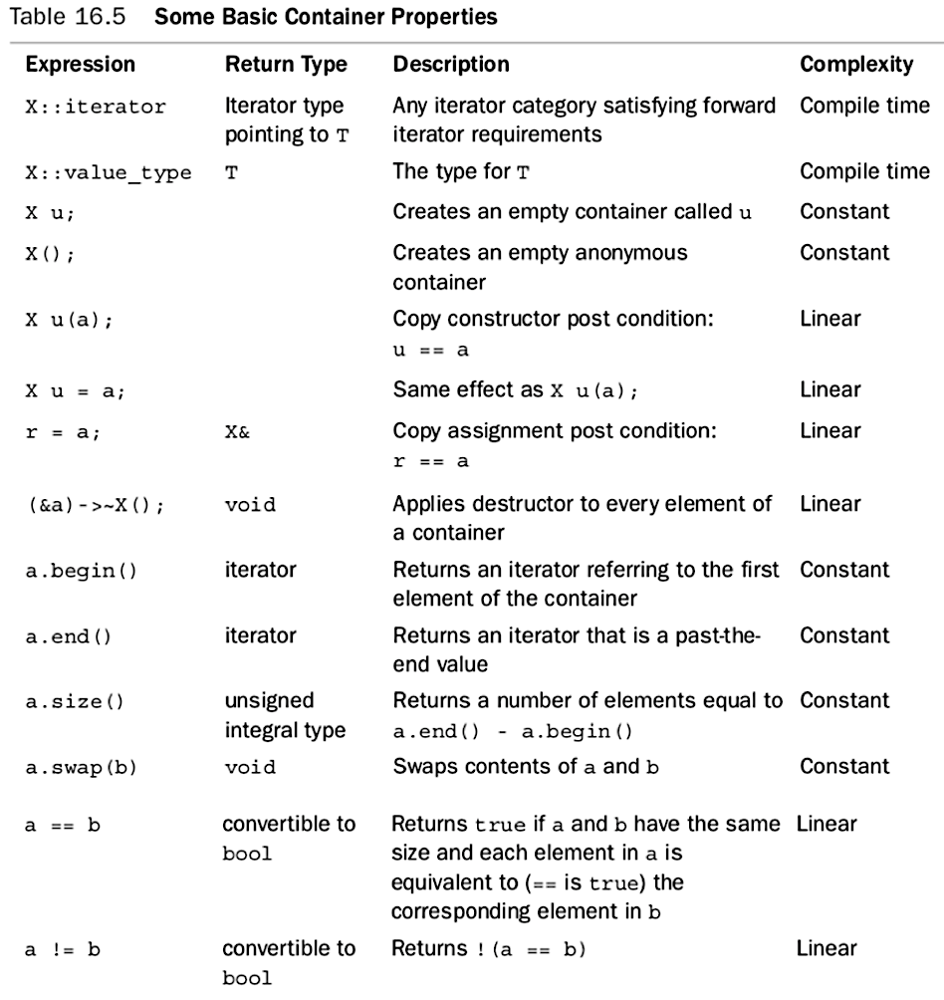 Table 16.5 Some Basic Container Properties
Expression Return Type Description Complexity
X::iterator Iterator type Any iterator category satisfying forward Compile time
pointing to T iterator requirements
X::value_type T The type for T Compile time
X u; Creates an empty container called u Constant
X(); Creates an empty anonymous Constant
container
X u(a); Copy constructor post condition: Linear
u == a
X u = a; Same effect as X u(a); Linear
r = a; X& Copy assignment post condition: Linear
r == a
(&a)->~X(); void Applies destructor to every element of Linear
a container
a.begin() iterator Returns an iterator referring to the first Constant
element of the container
a.end() iterator Returns an iterator that is a past-the- Constant
end value
a.size() unsigned Returns a number of elements equal to Constant
integral type a.end() - a.begin()
a.swap(b) void Swaps contents of a and b Constant
a == b convertible to Returns true if a and b have the same Linear
bool size and each element in a is
equivalent to (== is true) the
corresponding element in b
a != b convertible to Returns !(a == b) Linear
bool